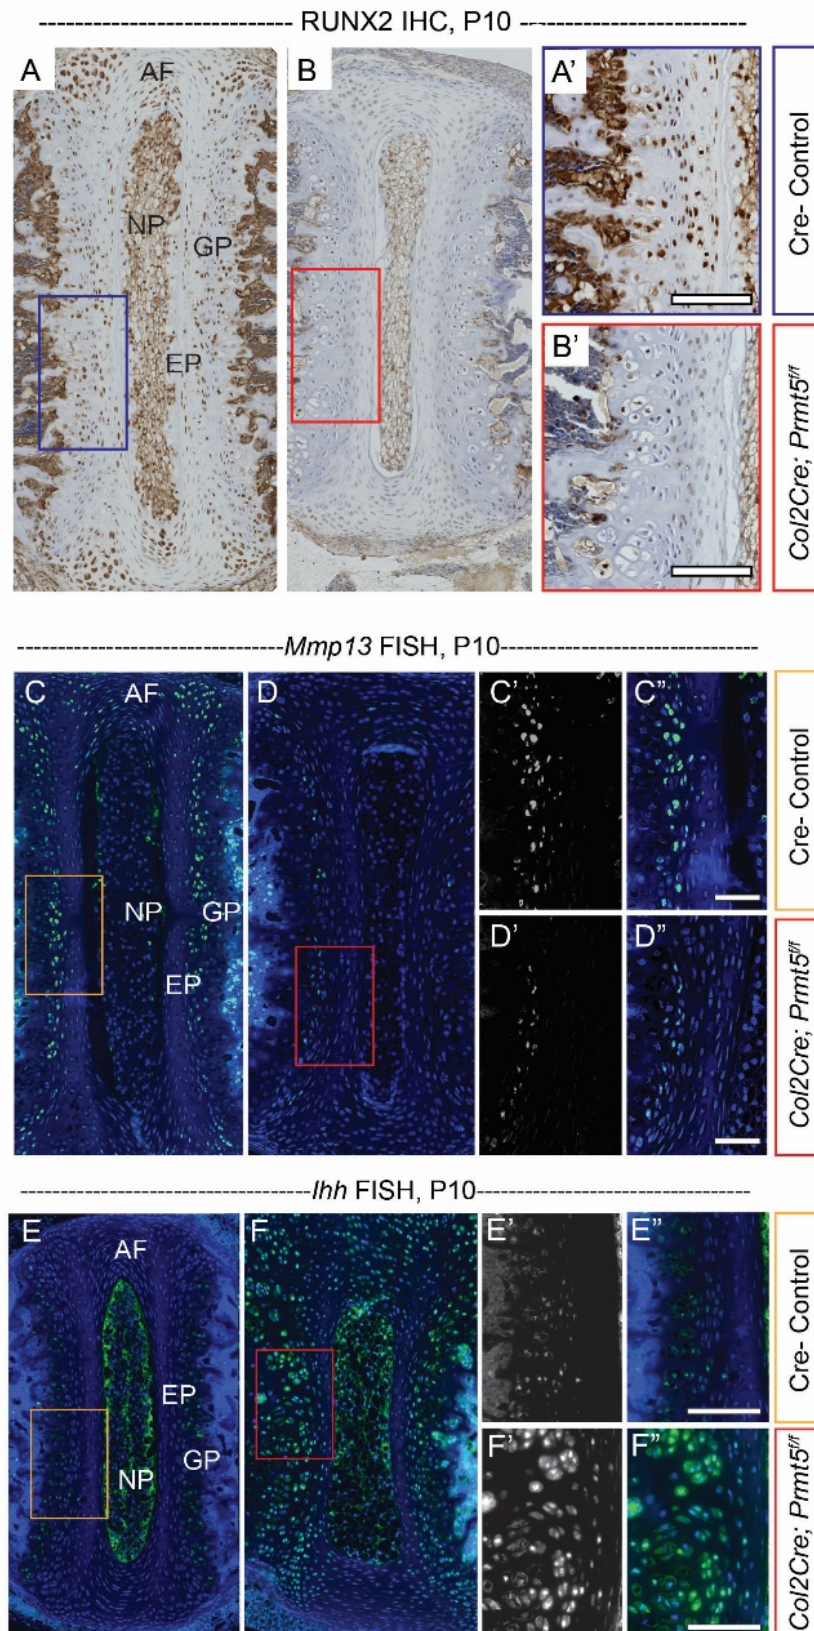 RUNX2 IHC, P10
A
AF
NP
GP
EP
B
A'
Cre- Control
B'
Col2Cre; Prmt5f/f
Mmp13 FISH, P10
C
AF
NP
GP
EP
D
C'
C"
Cre- Control
D'
D"
Col2Cre; Prmt5f/f
Ihh FISH, P10
E
AF
EP
GP
NP
F
E'
E"
Cre- Control
F'
F"
Col2Cre; Prmt5f/f